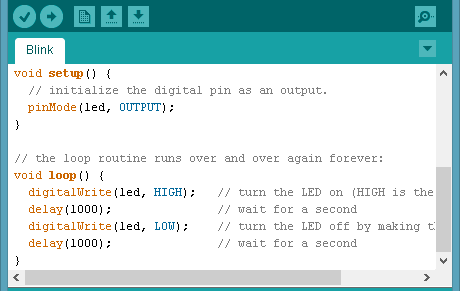 Blink
void setup() {
  // initialize the digital pin as an output.
  pinMode(led, OUTPUT);
}

// the loop routine runs over and over again forever:
void loop() {
  digitalWrite(led, HIGH);   // turn the LED on (HIGH is the
  delay(1000);               // wait for a second
  digitalWrite(led, LOW);    // turn the LED off by making
  delay(1000);               // wait for a second
}